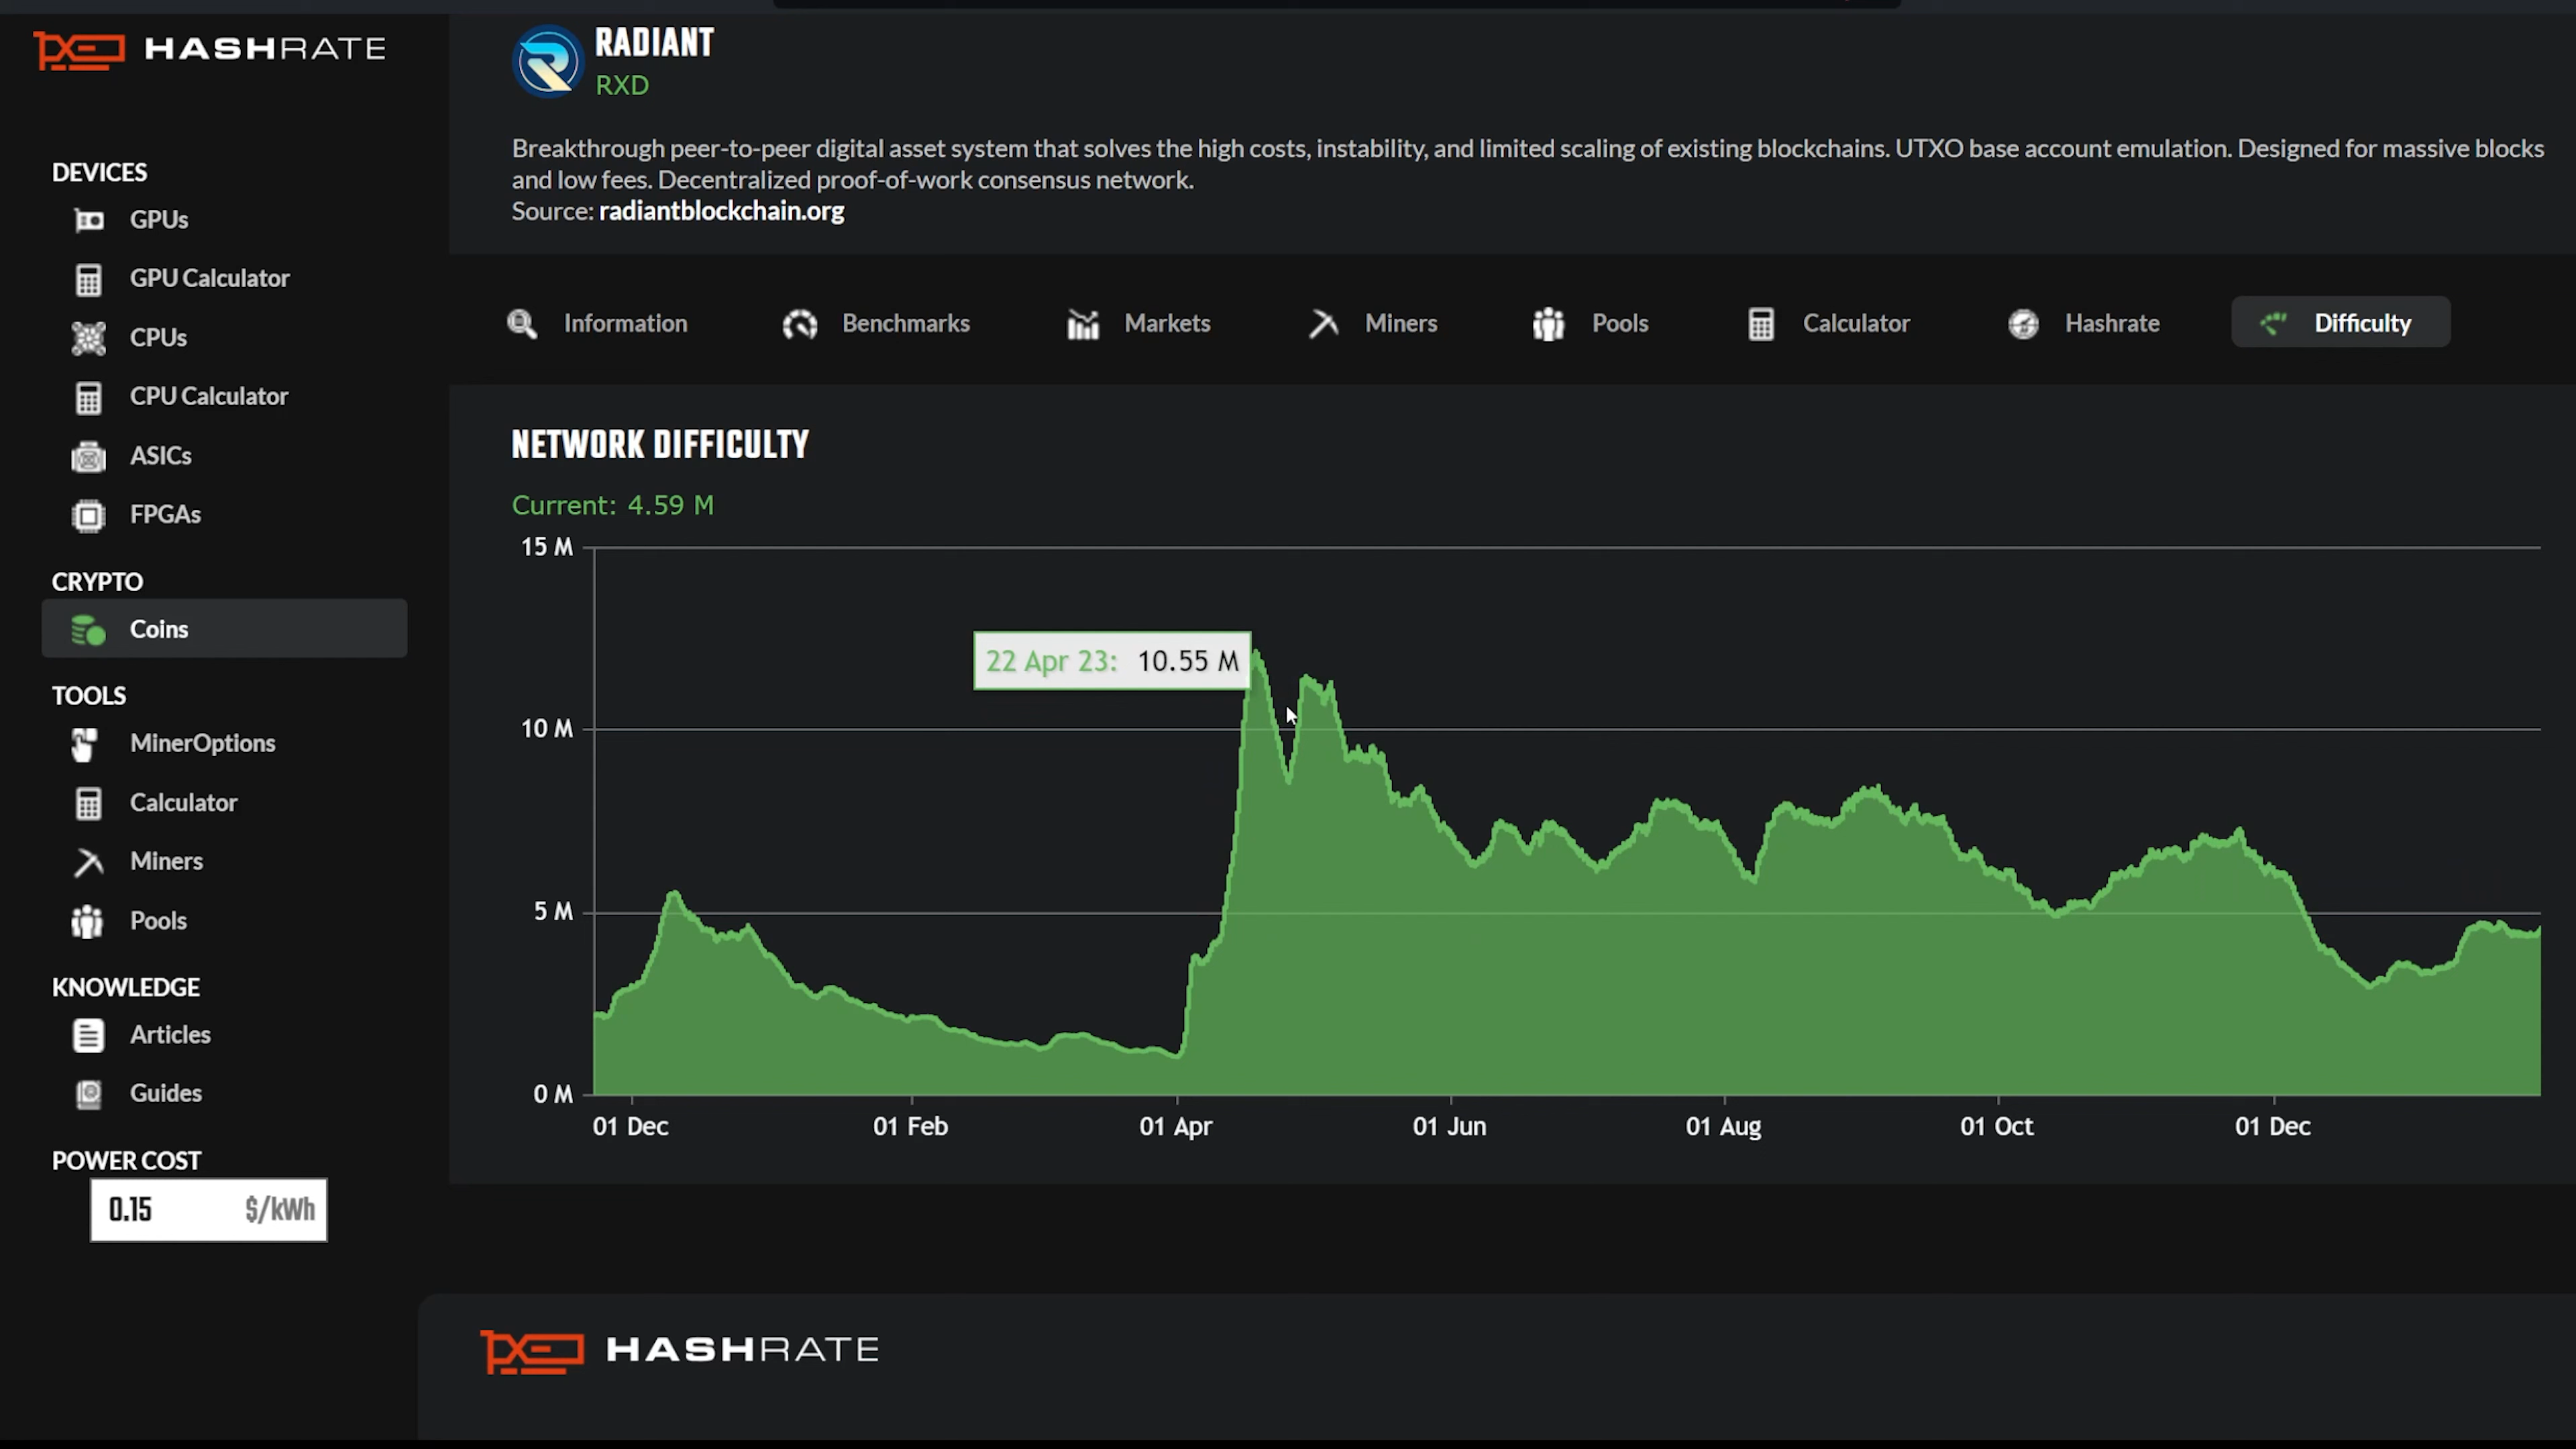 HASHRATE
DEVICES
GPUs
GPU Calculator
CPUs
CPU Calculator
ASICs
FPGAs
CRYPTO
Coins
TOOLS
MinerOptions
Calculator
Miners
Pools
KNOWLEDGE
Articles
Guides
POWER COST
0.15 $/kWh
RADIANT
RXD
Breakthrough peer-to-peer digital asset system that solves the high costs, instability, and limited scaling of existing blockchains. UTXO base account emulation. Designed for massive blocks
and low fees. Decentralized proof-of-work consensus network.
Source: radiantblockchain.org
Information Benchmarks Markets Miners Pools Calculator Hashrate Difficulty
NETWORK DIFFICULTY
Current: 4.59 M
15 M
22 Apr 23: 10.55 M
10 M
5 M
0 M
01 Dec 01 Feb 01 Apr 01 Jun 01 Aug 01 Oct 01 Dec
HASHRATE